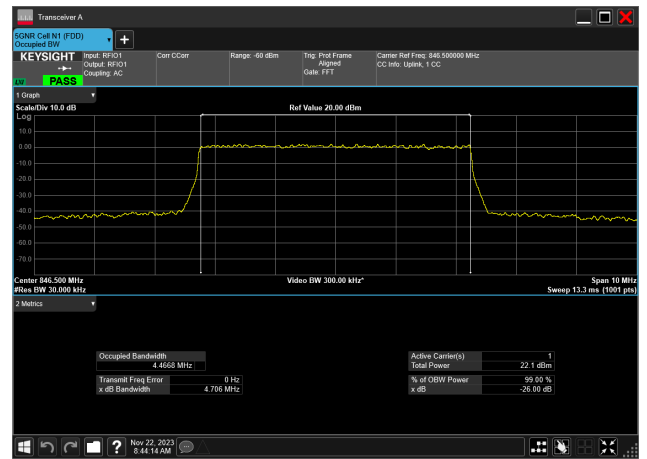 Transceiver A
5GNR Cell N1 (FDD)
Occupied BW
+
KEYSIGHT Input: RFIO1 Corr CCorr Range: -60 dBm Trig: Prot Frame Carrier Ref Freq: 846.500000 MHz
Output: RFIO1 Aligned CC Info: Uplink, 1 CC
Coupling: AC Gate: FFT
LW PASS
1 Graph
Scale/Div 10.0 dB Ref Value 20.00 dBm
Log
10.0
0.00
-10.0
-20.0
-30.0
-40.0
-50.0
-60.0
-70.0
Center 846.500 MHz Video BW 300.00 kHz* Span 10 MHz
#Res BW 30.000 kHz Sweep 13.3 ms (1001 pts)
2 Metrics
Occupied Bandwidth Active Carrier(s) 1
4.4668 MHz Total Power 22.1 dBm
Transmit Freq Error 0 Hz % of OBW Power 99.00 %
x dB Bandwidth 4.706 MHz x dB -26.00 dB
? Nov 22, 2023
8:44:14 AM